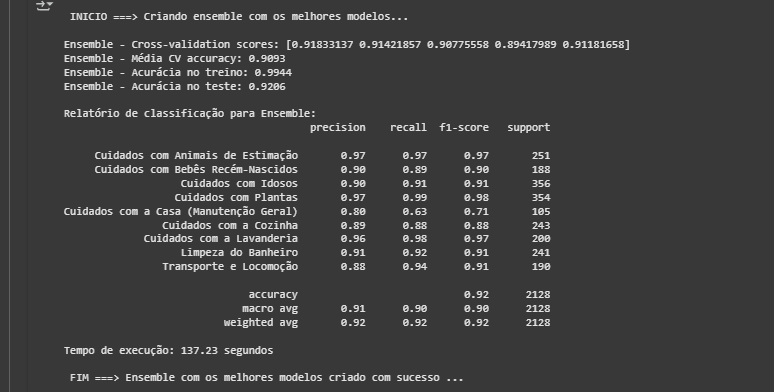 INICIO ===> Criando ensemble com os melhores modelos...
Ensemble - Cross-validation scores: [0.91833137 0.91421857 0.90775558 0.89417989 0.91181658]
Ensemble - Média CV accuracy: 0.9093
Ensemble - Acurácia no treino: 0.9944
Ensemble - Acurácia no teste: 0.9206
Relatório de classificação para Ensemble:
precision recall f1-score support
Cuidados com Animais de Estimação 0.97 0.97 0.97 251
Cuidados com Bebês Recém-Nascidos 0.90 0.89 0.90 188
Cuidados com Idosos 0.90 0.91 0.91 356
Cuidados com Plantas 0.97 0.99 0.98 354
Cuidados com a Casa (Manutenção Geral) 0.80 0.63 0.71 105
Cuidados com a Cozinha 0.89 0.88 0.88 243
Cuidados com a Lavanderia 0.96 0.98 0.97 200
Limpeza do Banheiro 0.91 0.92 0.91 241
Transporte e Locomoção 0.88 0.94 0.91 190
accuracy 0.92 2128
macro avg 0.91 0.90 0.90 2128
weighted avg 0.92 0.92 0.92 2128
Tempo de execução: 137.23 segundos
FIM ===> Ensemble com os melhores modelos criado com sucesso ...